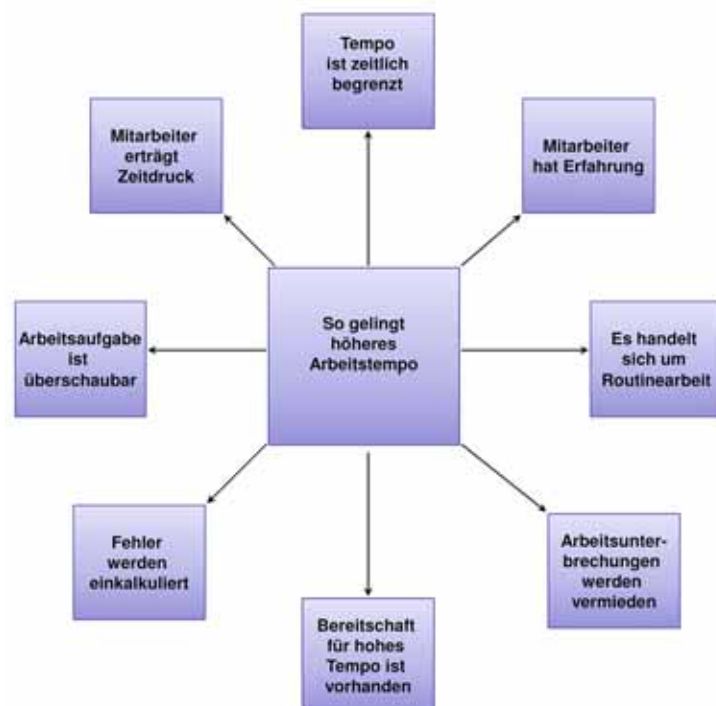 Tempo
ist zeitlich
begrenzt
Mitarbeiter
erträgt
Zeitdruck
Mitarbeiter
hat Erfahrung
Arbeitsaufgabe
ist
überschaubar
So gelingt
höheres
Arbeitstempo
Es handelt
sich um
Routinearbeit
Fehler
werden
einkalkuliert
Arbeitsunter-
brechungen
werden
vermieden
Bereitschaft
für hohes
Tempo ist
vorhanden